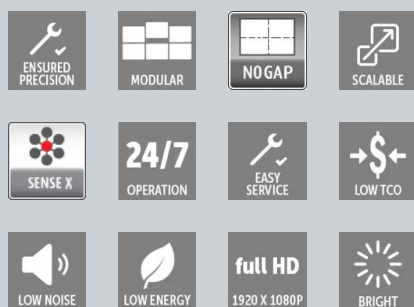 ENSURED
PRECISION
MODULAR
NO GAP
SCALABLE
SENSE X
24/7
OPERATION
EASY
SERVICE
$
LOW TCO
LOW NOISE
LOW ENERGY
full HD
1920 X 1080P
BRIGHT